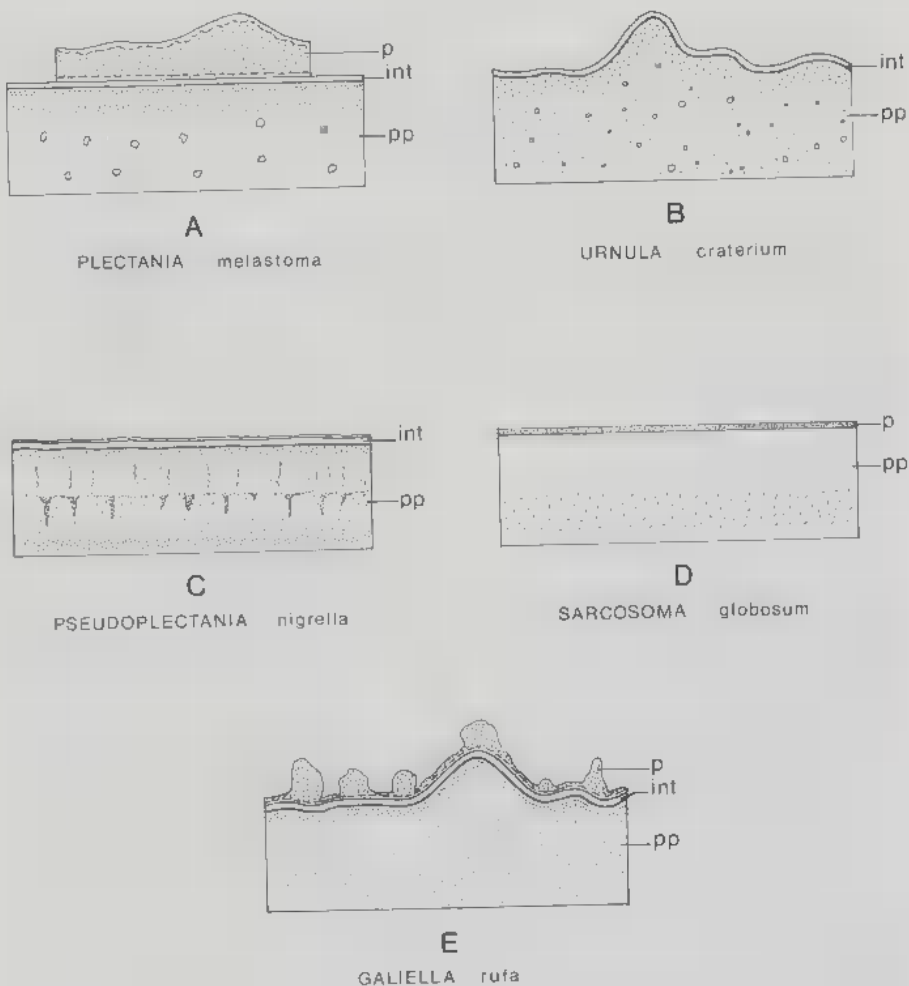 p
int
pp
A
PLECTANIA melastoma
int
pp
B
URNULA craterium
int
pp
C
PSEUDOPLECTANIA nigrella
p
pp
D
SARCOSOMA globosum
p
int
pp
E
GALIELLA rufa